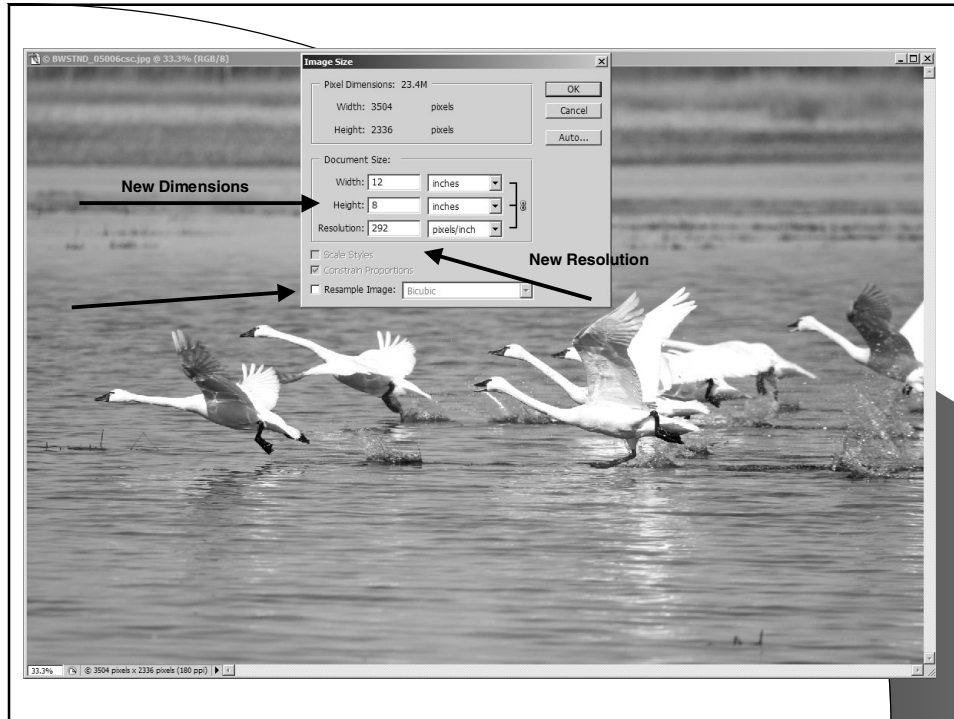 © BWSTND_05006csc.jpg @ 33.3% (RGB/8)
Image Size
Pixel Dimensions: 23.4M
OK
Width: 3504 pixels
Cancel
Height: 2336 pixels
Auto...
Document Size:
Width: 12 inches
New Dimensions
Height: 8 inches
Resolution: 292 pixels/inch
Scale Styles
New Resolution
Constrain Proportions
Resample Image: Bicubic
33.3% © 3504 pixels x 2336 pixels (180 ppi)